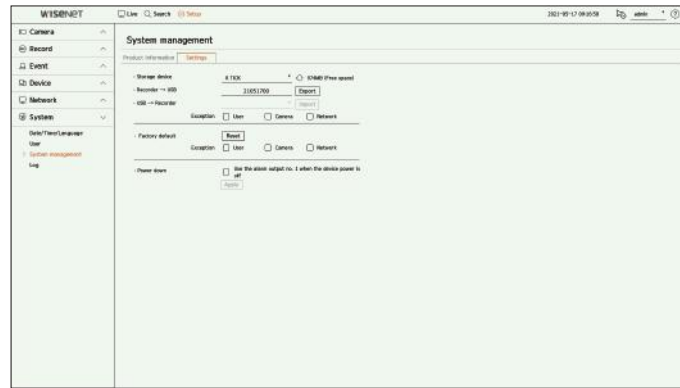 WISENET
Live Search Setup
2021-05-17 09:16:58 admin
Camera
Record
Event
Device
Network
System
Date/Time/Language
User
System management
Log
System management
Product information Settings
Storage device
574MB (Free space)
Recorder → USB 21051709 Export
USB → Recorder Import
Exception User Camera Network
Factory default Reset
Exception User Camera Network
Power down Use the alarm output no. 1 when the device power is off
Apply